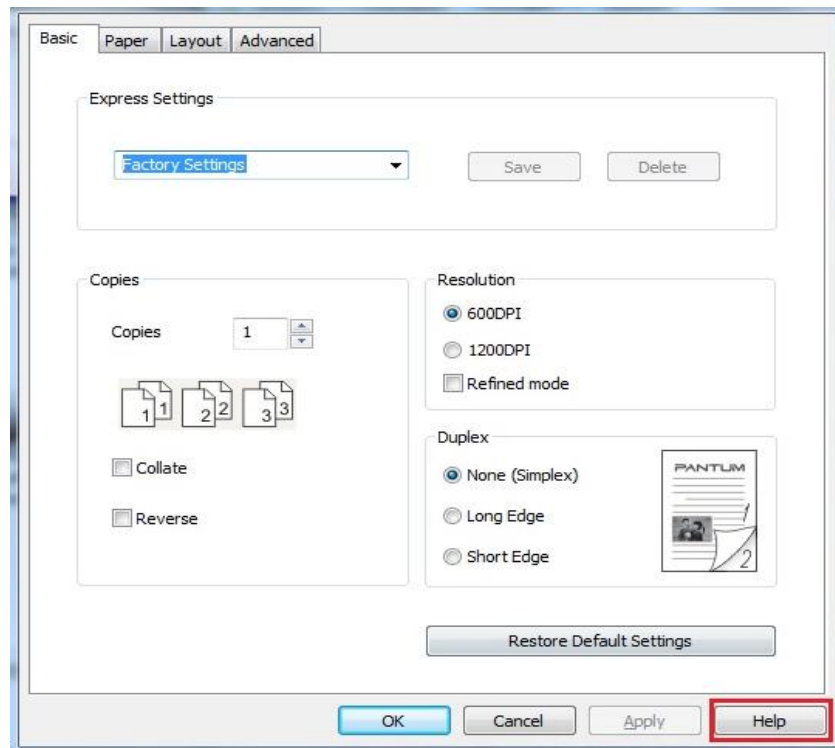 Basic Paper Layout Advanced
Express Settings
Factory Settings Save Delete
Copies
Copies 1
1 1 2 2 3 3
Collate
Reverse
Resolution
600DPI
1200DPI
Refined mode
Duplex
None (Simplex)
Long Edge
Short Edge
PANTUM
1
2
Restore Default Settings
OK Cancel Apply Help